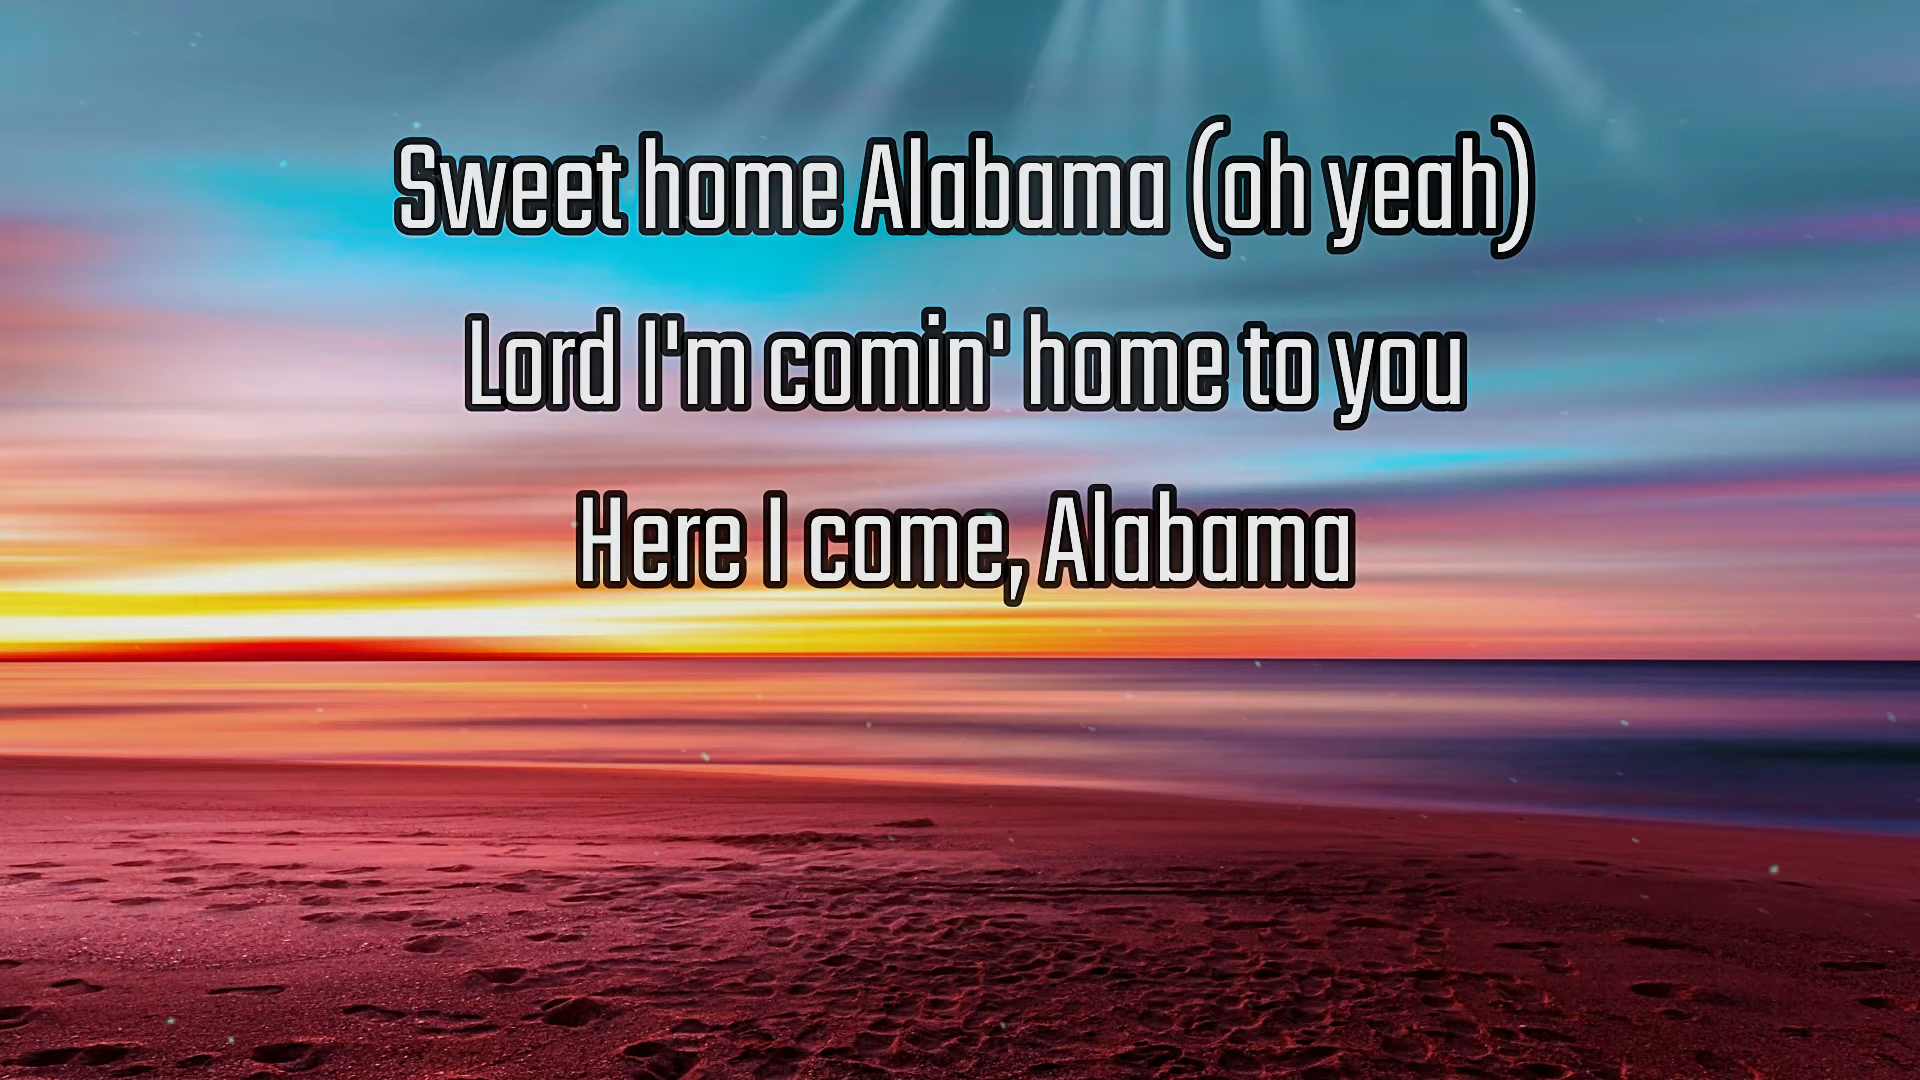 Sweet home Alabama (oh yeah)
Lord I'm comin' home to you
Here I come, Alabama